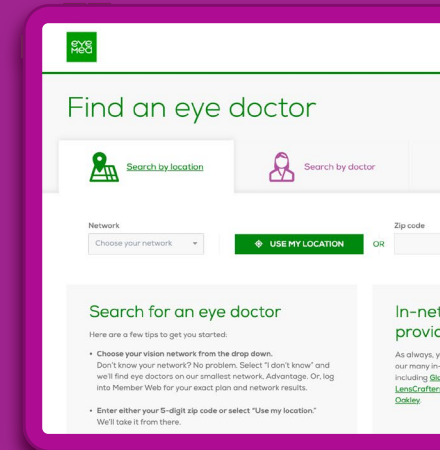 eye
med
Find an eye doctor
Search by location
Search by doctor
Network
Choose your network
USE MY LOCATION
OR
Zip code
Search for an eye doctor
Here are a few tips to get you started:
• Choose your vision network from the drop down.
Don't know your network? No problem. Select "I don't know" and
we'll find eye doctors on our smallest network, Advantage. Or, log
into Member Web for your exact plan and network results.
• Enter either your 5-digit zip code or select "Use my location."
We'll take it from there.
In-net
provid
As always, y
our many in-
including Gl
LensCrafters
Oakley.